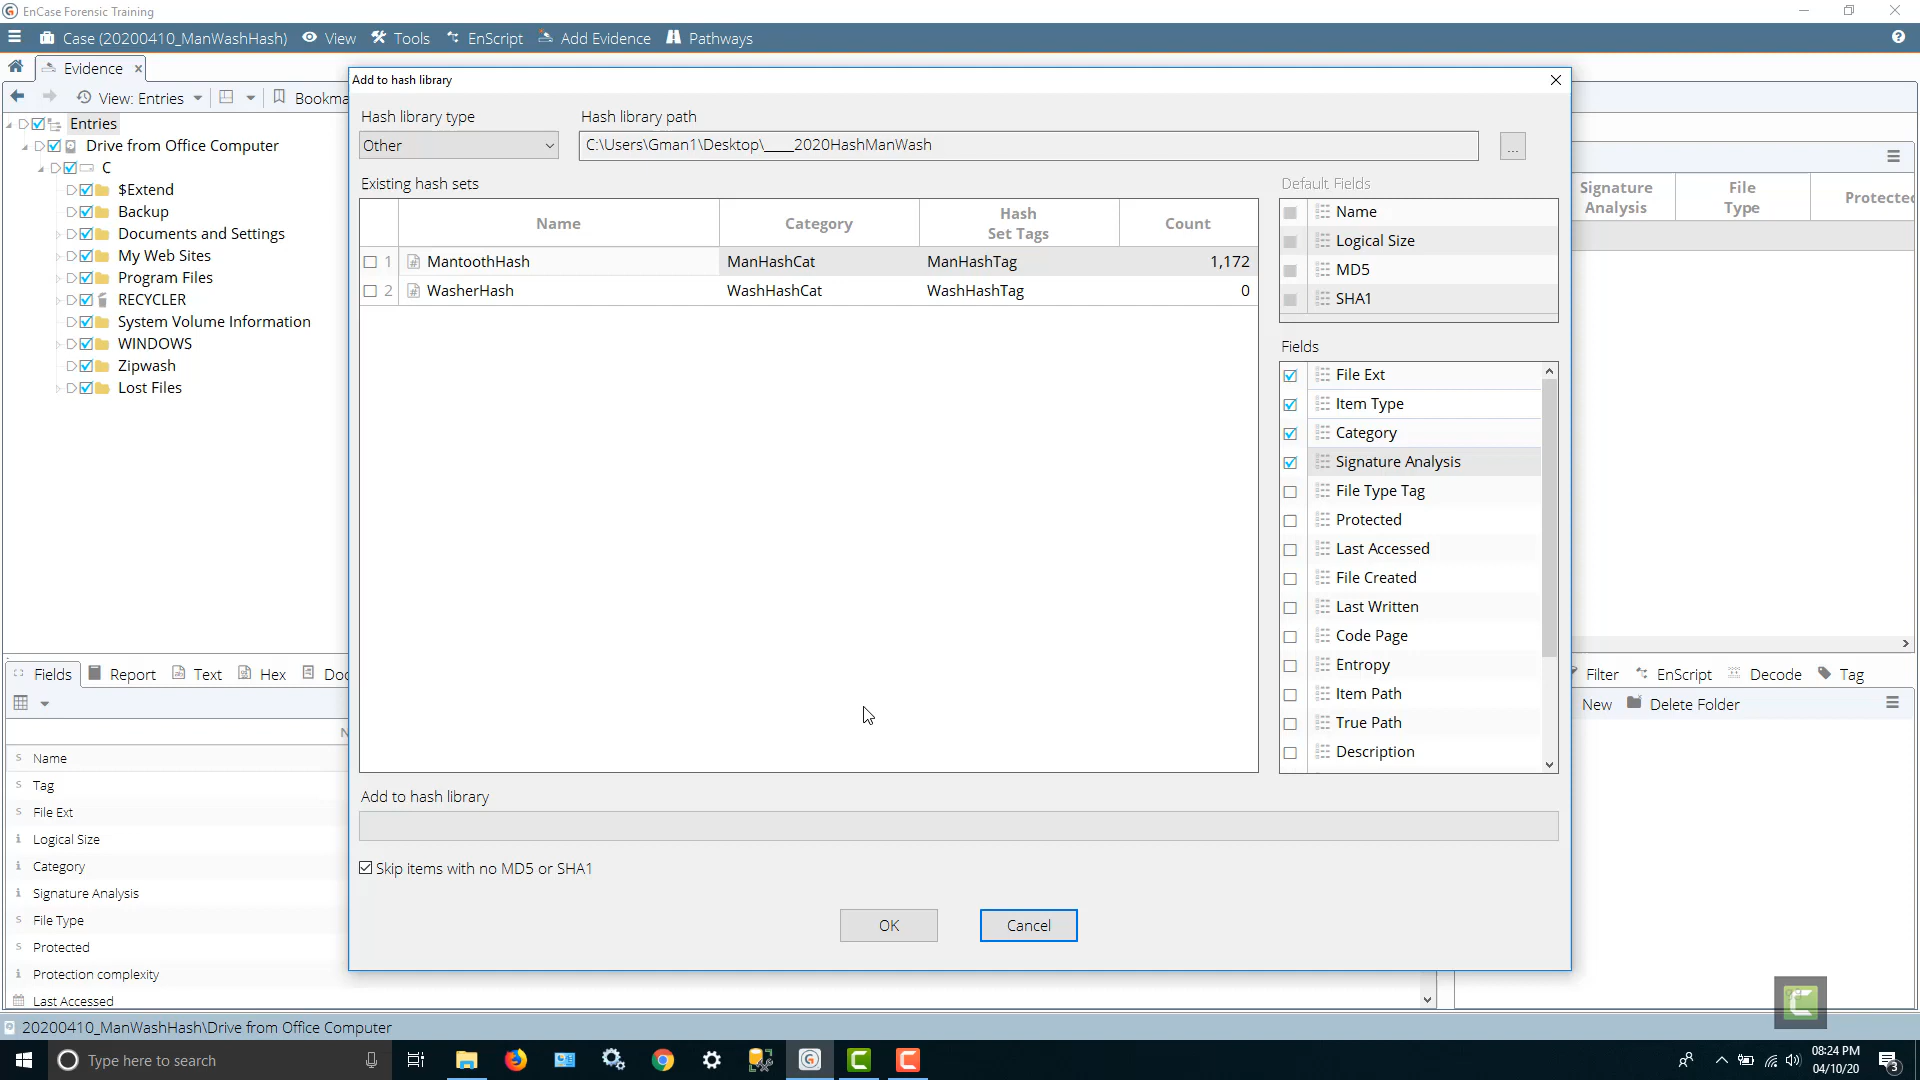 EnCase Forensic Training
Case (20200410_ManWashHash) View Tools EnScript Add Evidence Pathways
Evidence
View: Entries Bookma
Entries
Drive from Office Computer
C
$Extend
Backup
Documents and Settings
My Web Sites
Program Files
RECYCLER
System Volume Information
WINDOWS
Zipwash
Lost Files
Add to hash library
Hash library type Hash library path
Other C:\Users\Gman1\Desktop\____2020HashManWash ...
Existing hash sets
Name Category Hash Set Tags Count
1 MantoothHash ManHashCat ManHashTag 1,172
2 WasherHash WashHashCat WashHashTag 0
Default Fields
Name
Logical Size
MD5
SHA1
Fields
File Ext
Item Type
Category
Signature Analysis
File Type Tag
Protected
Last Accessed
File Created
Last Written
Code Page
Entropy
Item Path
True Path
Description
Add to hash library
Skip items with no MD5 or SHA1
OK Cancel
Signature Analysis File Type Protected
Fields Report Text Hex Doc
Filter EnScript Decode Tag
New Delete Folder
N
s Name
s Tag
s File Ext
i Logical Size
i Category
i Signature Analysis
s File Type
s Protected
i Protection complexity
Last Accessed
20200410_ManWashHash\Drive from Office Computer
Type here to search
08:24 PM
04/10/20
3